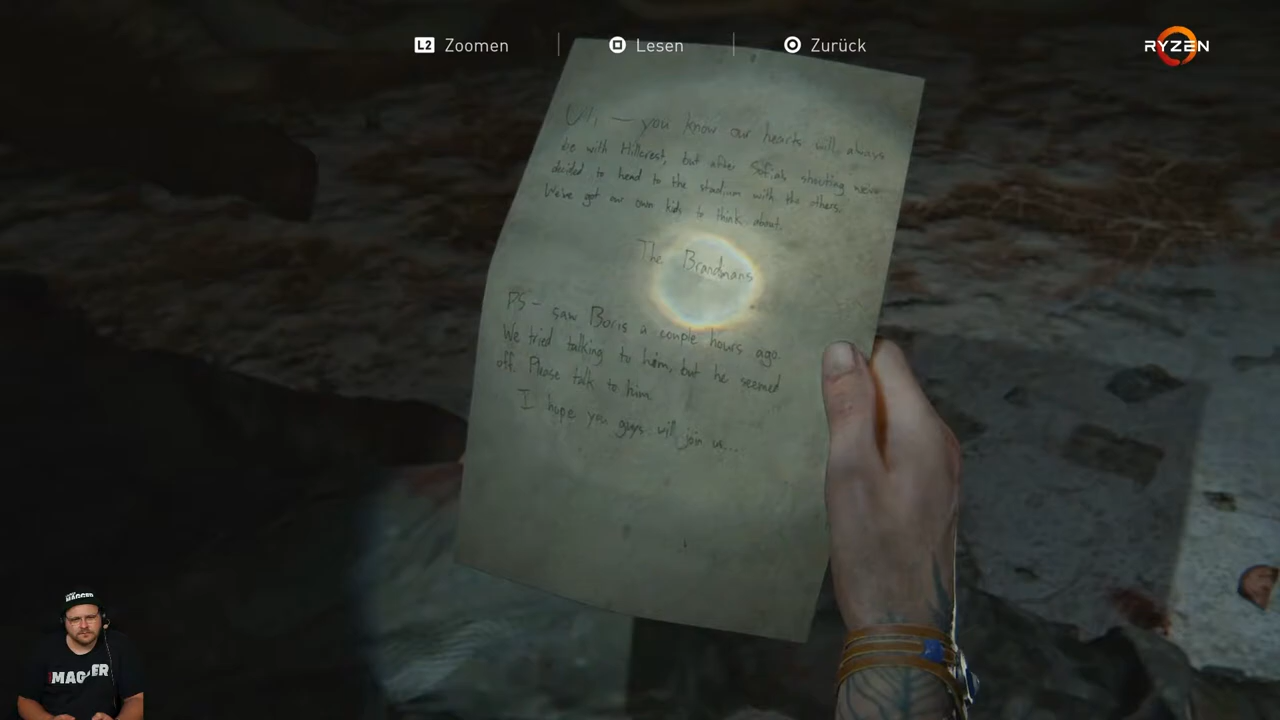 L2 Zoomen
Lesen
Zurück
RYZEN
Uli, — you know our hearts will always
be with Hillcrest, but after Sofia's shooting we've
decided to head to the stadium with the others.
We've got our own kids to think about.
The Brandmans
PS - saw Boris a couple hours ago.
We tried talking to him, but he seemed
off. Please talk to him.
I hope you guys will join us...
MAGGER